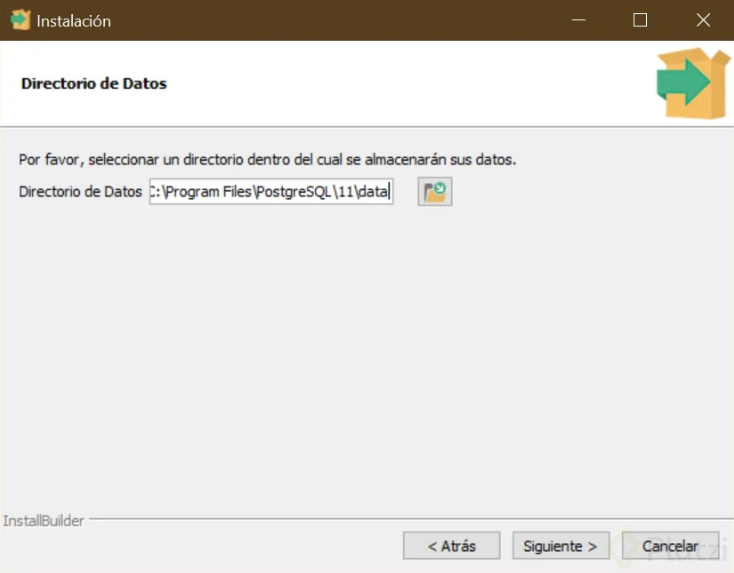 Instalación
Directorio de Datos
Por favor, seleccionar un directorio dentro del cual se almacenarán sus datos.
Directorio de Datos C:\Program Files\PostgreSQL\11\data
InstallBuilder
< Atrás Siguiente > Cancelar
Platzi